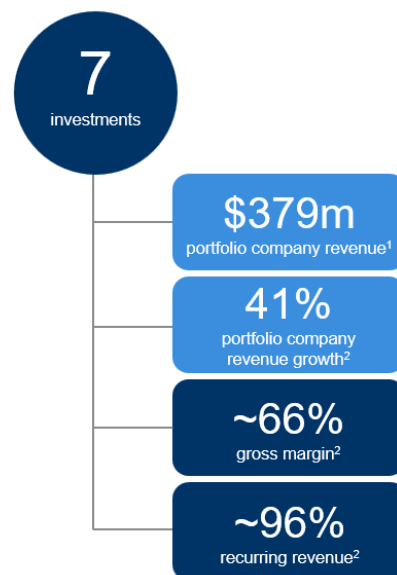 7
investments
$379m
portfolio company revenue¹
41%
portfolio company
revenue growth²
~66%
gross margin²
~96%
recurring revenue²